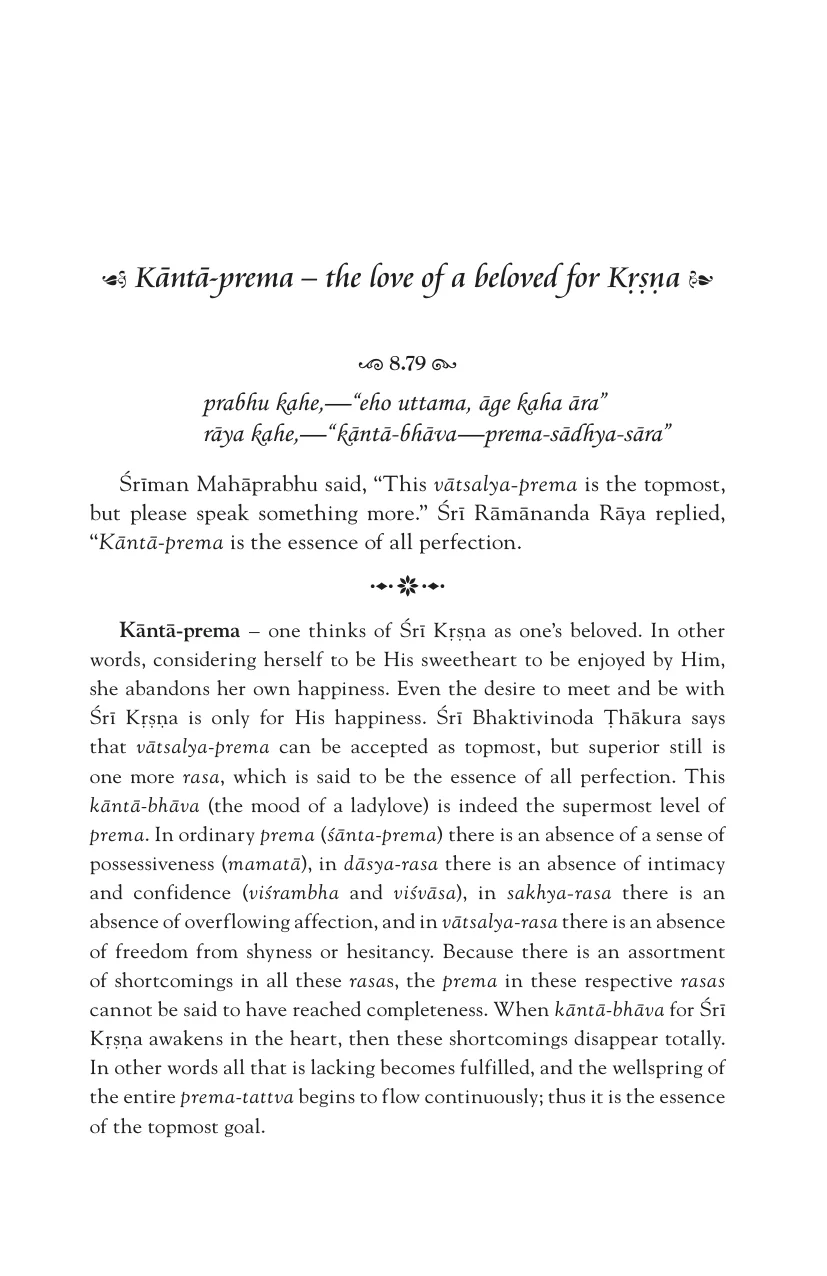 Kāntā-prema – the love of a beloved for Kṛṣṇa
8.79
prabhu kahe,—“eho uttama, āge kaha āra”
rāya kahe,—“kāntā-bhāva—prema-sādhya-sāra”
Śrīman Mahāprabhu said, “This vātsalya-prema is the topmost,
but please speak something more.” Śrī Rāmānanda Rāya replied,
“Kāntā-prema is the essence of all perfection.
Kāntā-prema – one thinks of Śrī Kṛṣṇa as one’s beloved. In other
words, considering herself to be His sweetheart to be enjoyed by Him,
she abandons her own happiness. Even the desire to meet and be with
Śrī Kṛṣṇa is only for His happiness. Śrī Bhaktivinoda Ṭhākura says
that vātsalya-prema can be accepted as topmost, but superior still is
one more rasa, which is said to be the essence of all perfection. This
kāntā-bhāva (the mood of a ladylove) is indeed the supermost level of
prema. In ordinary prema (śānta-prema) there is an absence of a sense of
possessiveness (mamatā), in dāsya-rasa there is an absence of intimacy
and confidence (viśrambha and viśvāsa), in sakhya-rasa there is an
absence of overflowing affection, and in vātsalya-rasa there is an absence
of freedom from shyness or hesitancy. Because there is an assortment
of shortcomings in all these rasas, the prema in these respective rasas
cannot be said to have reached completeness. When kāntā-bhāva for Śrī
Kṛṣṇa awakens in the heart, then these shortcomings disappear totally.
In other words all that is lacking becomes fulfilled, and the wellspring of
the entire prema-tattva begins to flow continuously; thus it is the essence
of the topmost goal.